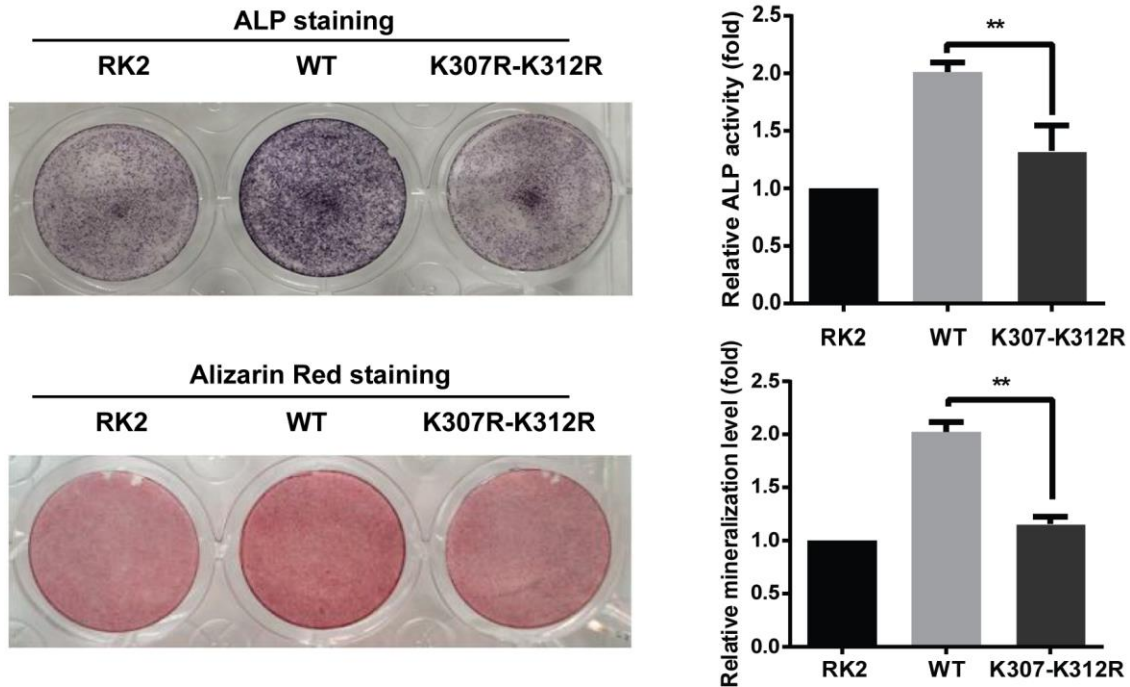 ALP staining
RK2 WT K307R-K312R
Relative ALP activity (fold)
2.5
2.0
1.5
1.0
0.5
0.0
**
RK2 WT K307-K312R
Alizarin Red staining
RK2 WT K307R-K312R
Relative mineralization level (fold)
2.5
2.0
1.5
1.0
0.5
0.0
**
RK2 WT K307-K312R